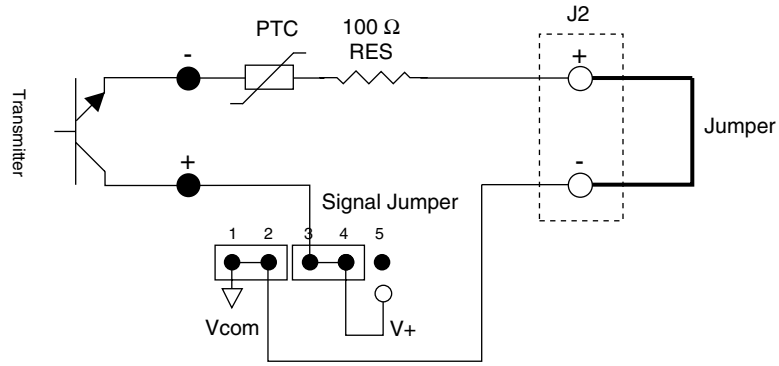 J2
PTC
100 Ω
RES
-
+
Transmitter
Jumper
+
-
Signal Jumper
1 2 3 4 5
Vcom
V+